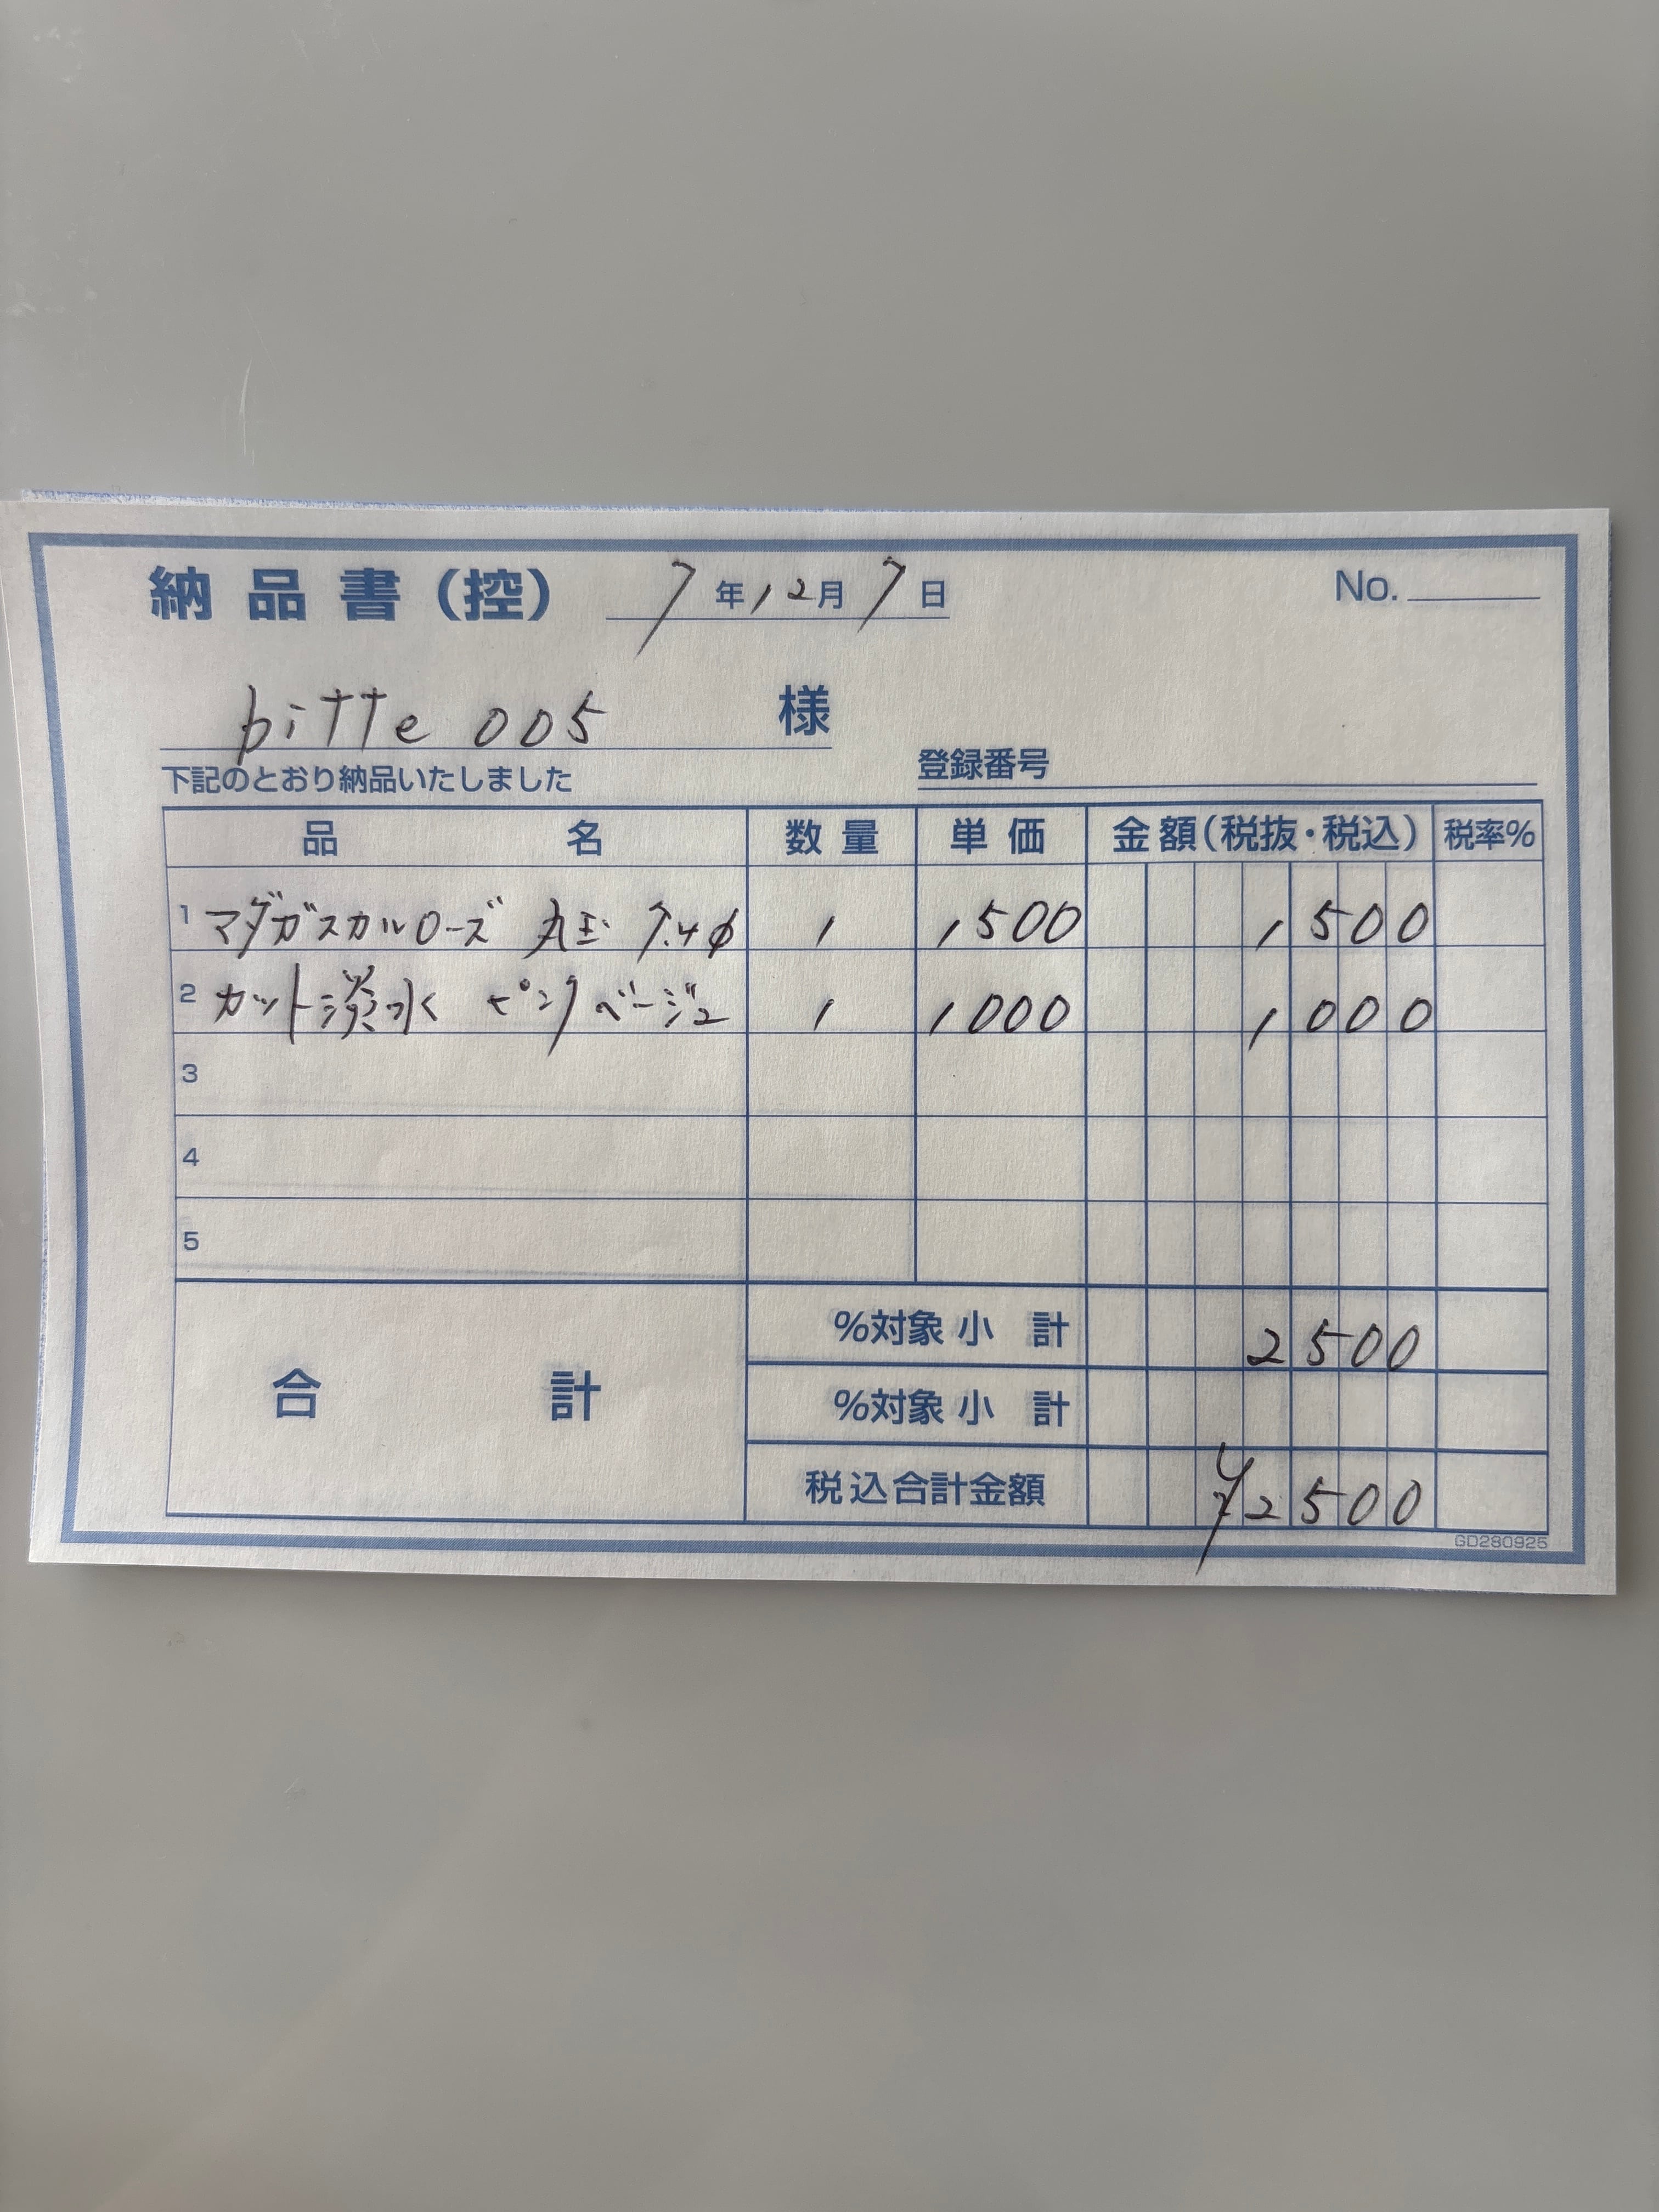 納品書(控) 7年12月7日 No.
bitte 005 様
下記のとおり納品いたしました 登録番号
品名 数量 単価 金額(税抜・税込) 税率%
1 マダガスカルローズ 丸玉 7.4φ 1 1500 1500
2 カット淡水 ピンクベージュ 1 1000 1000
3
4
5
合計 %対象小計 2500
%対象小計
税込合計金額 ¥2500
GD280925